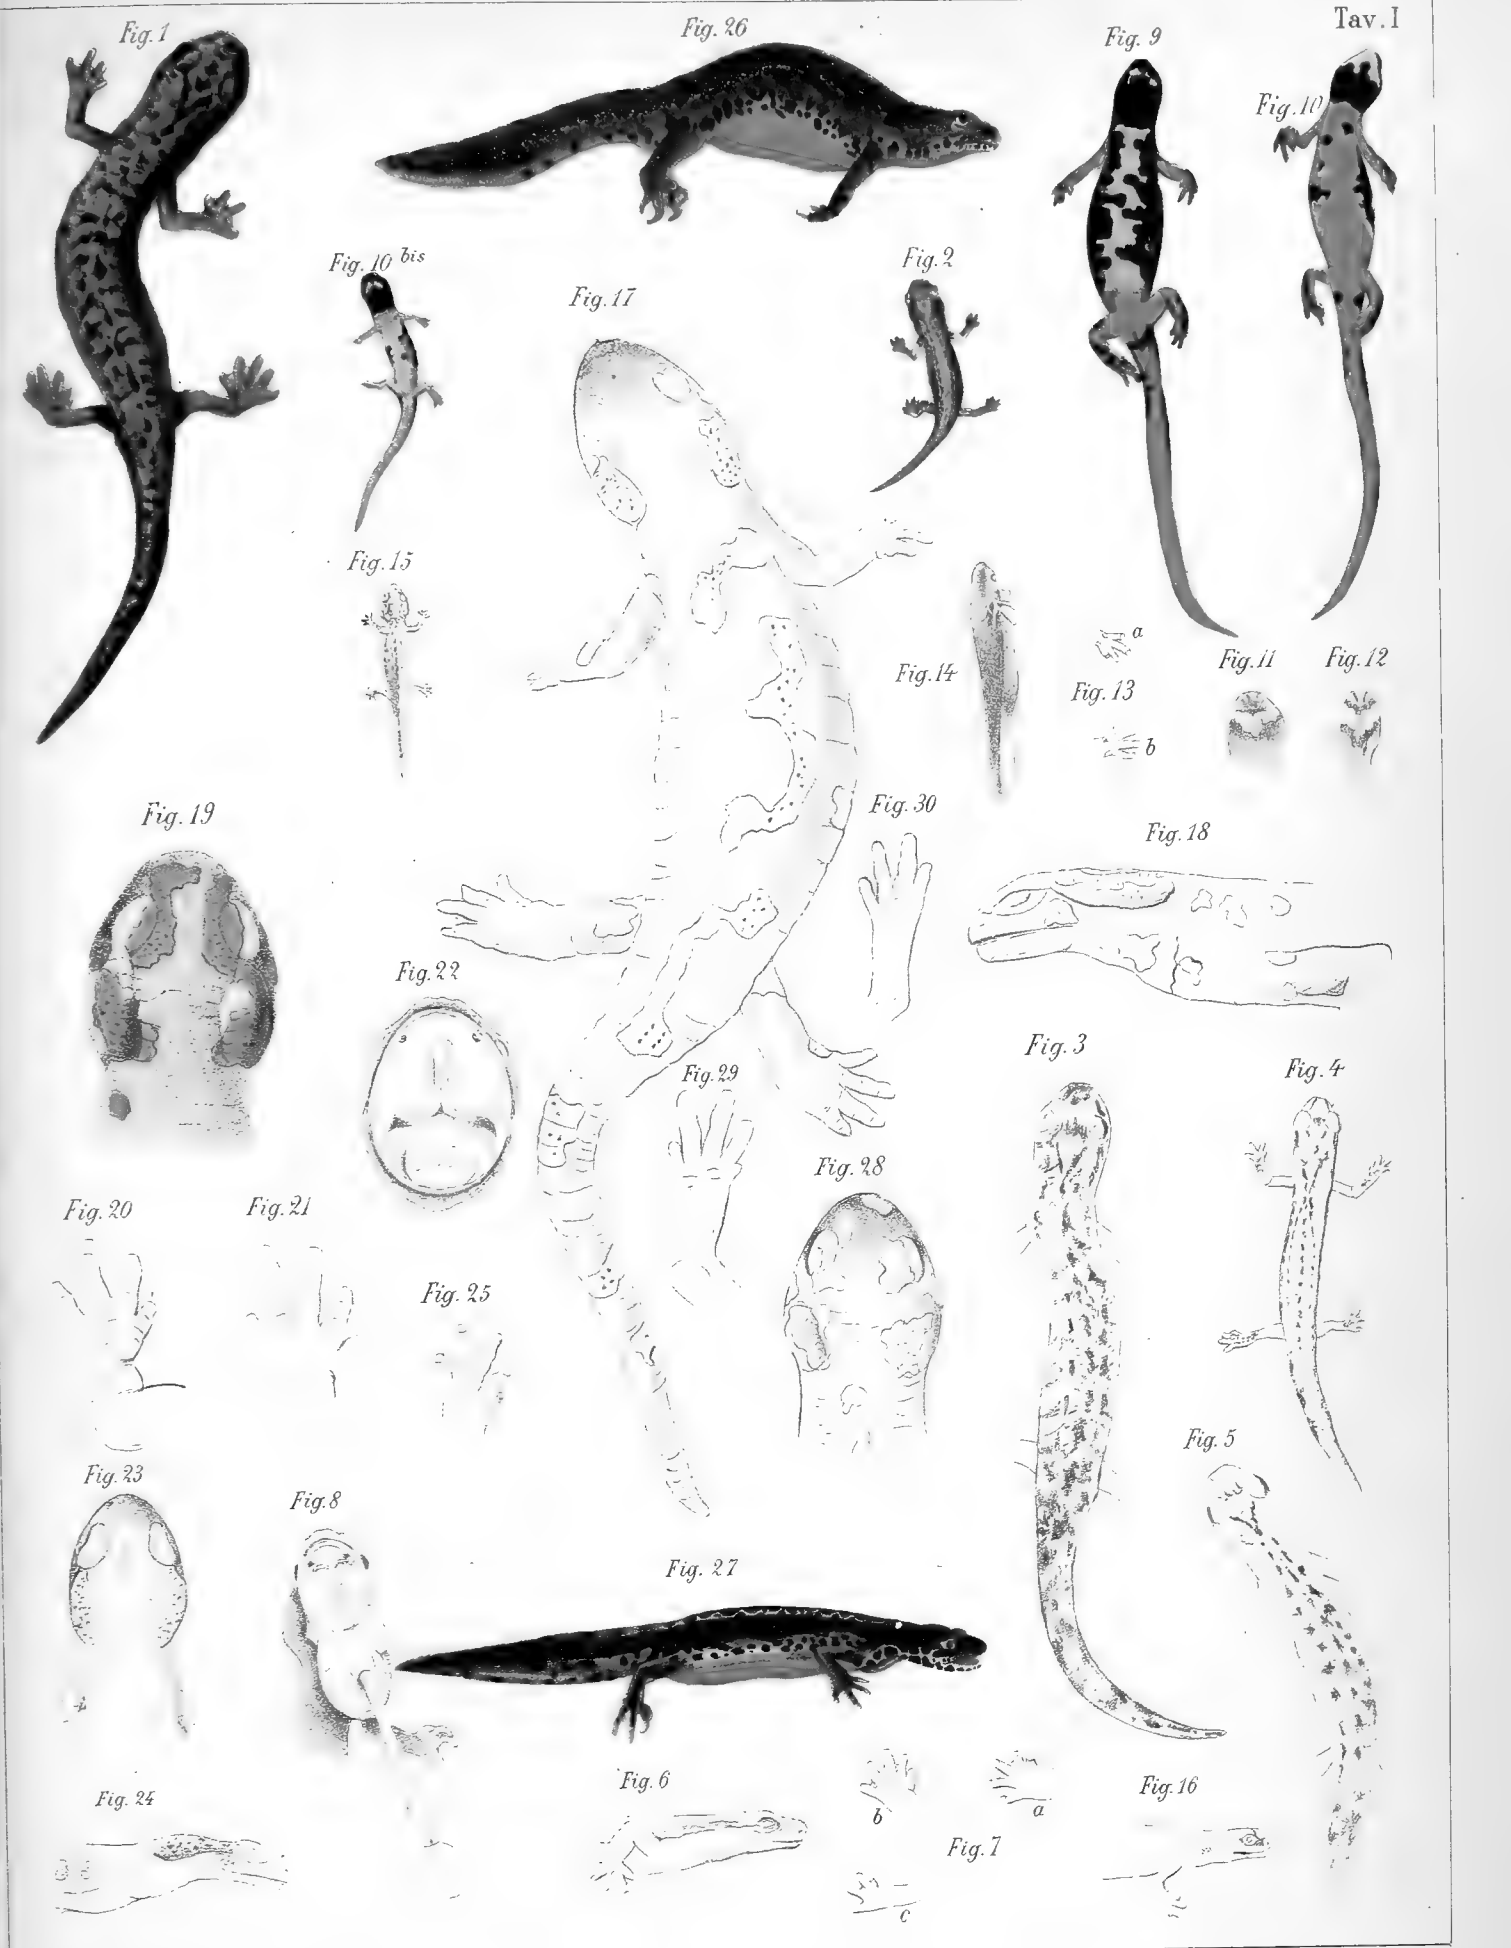 Tav. I
Fig. 1
Fig. 26
Fig. 9
Fig. 10
Fig. 10 bis
Fig. 2
Fig. 17
Fig. 15
Fig. 14
a
Fig. 13
b
Fig. 11
Fig. 12
Fig. 19
Fig. 30
Fig. 18
Fig. 22
Fig. 3
Fig. 4
Fig. 29
Fig. 28
Fig. 20
Fig. 21
Fig. 25
Fig. 5
Fig. 23
Fig. 8
Fig. 27
Fig. 24
Fig. 6
b
a
Fig. 16
Fig. 7
c